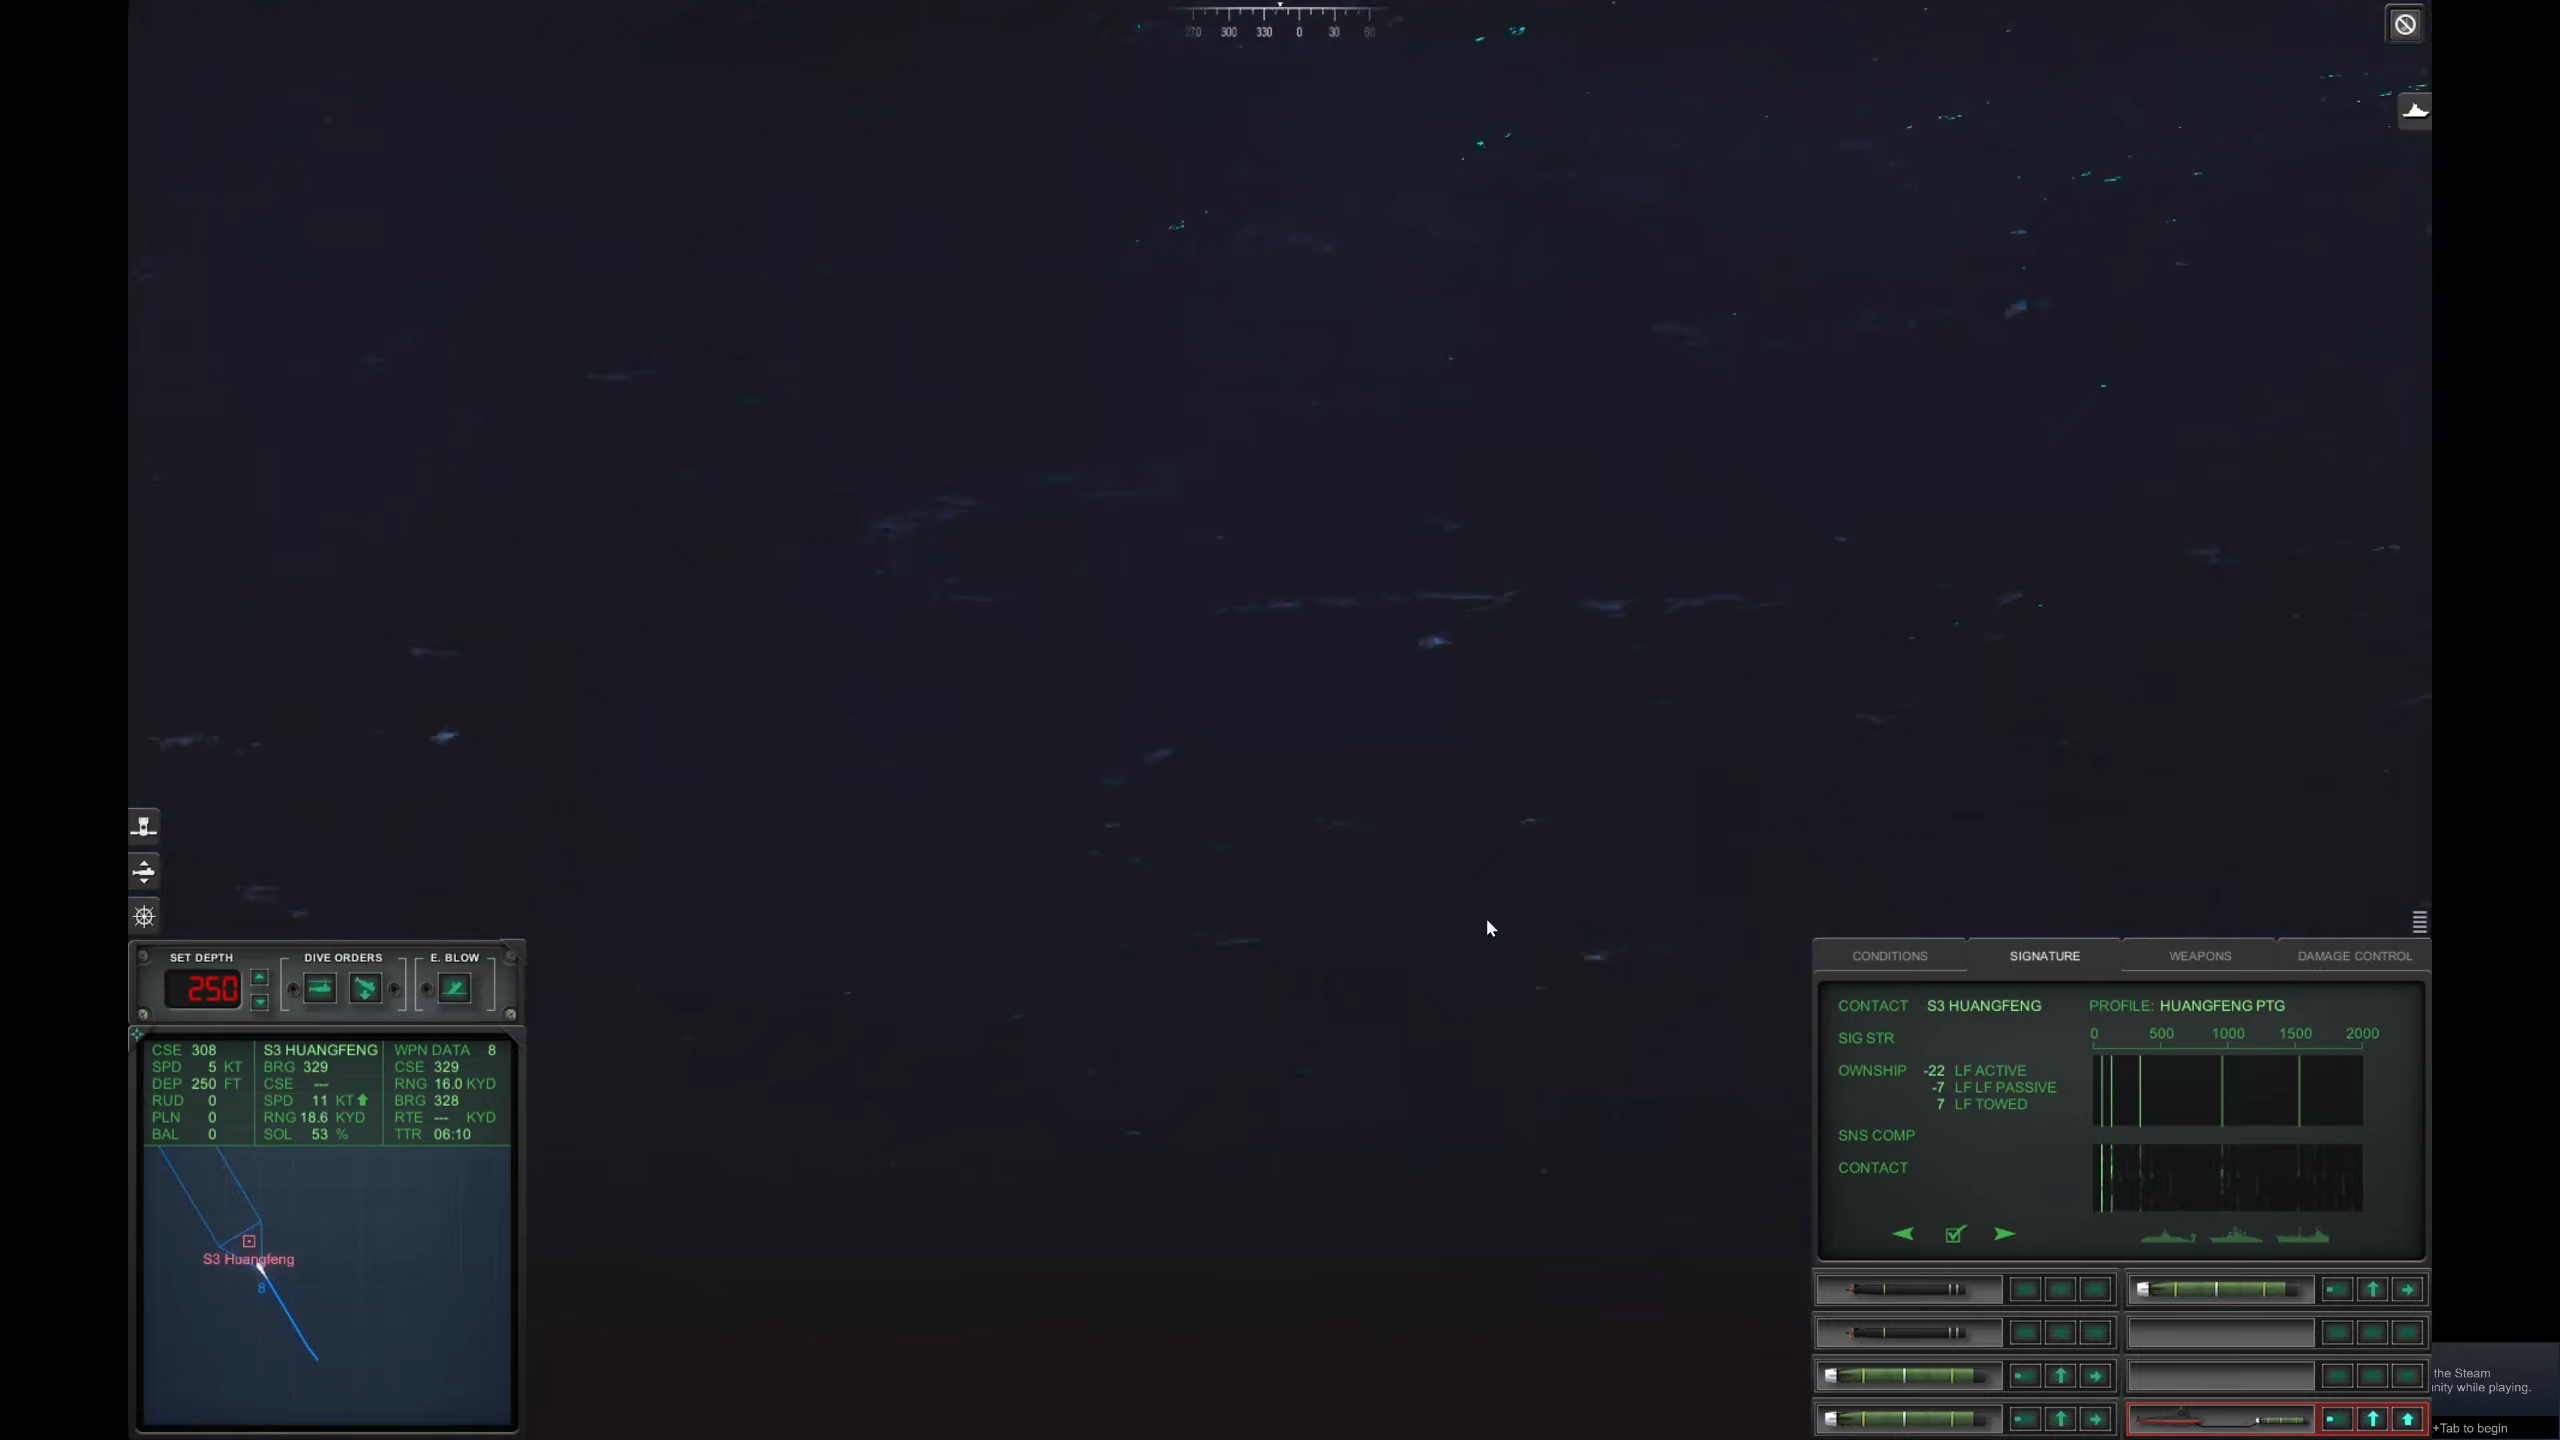 270 300 330 0 30 60
SET DEPTH DIVE ORDERS E. BLOW
250
CSE 308
SPD 5 KT
DEP 250 FT
RUD 0
PLN 0
BAL 0
S3 HUANGFENG
BRG 329
CSE ---
SPD 11 KT
RNG 18.6 KYD
SOL 53 %
WPN DATA 8
CSE 329
RNG 16.0 KYD
BRG 328
RTE --- KYD
TTR 06:10
S3 Huangfeng
8
CONDITIONS SIGNATURE WEAPONS DAMAGE CONTROL
CONTACT S3 HUANGFENG
SIG STR
OWNSHIP -22 LF ACTIVE
-7 LF LF PASSIVE
7 LF TOWED
SNS COMP
CONTACT
PROFILE: HUANGFENG PTG
0 500 1000 1500 2000
the Steam
nity while playing.
+Tab to begin